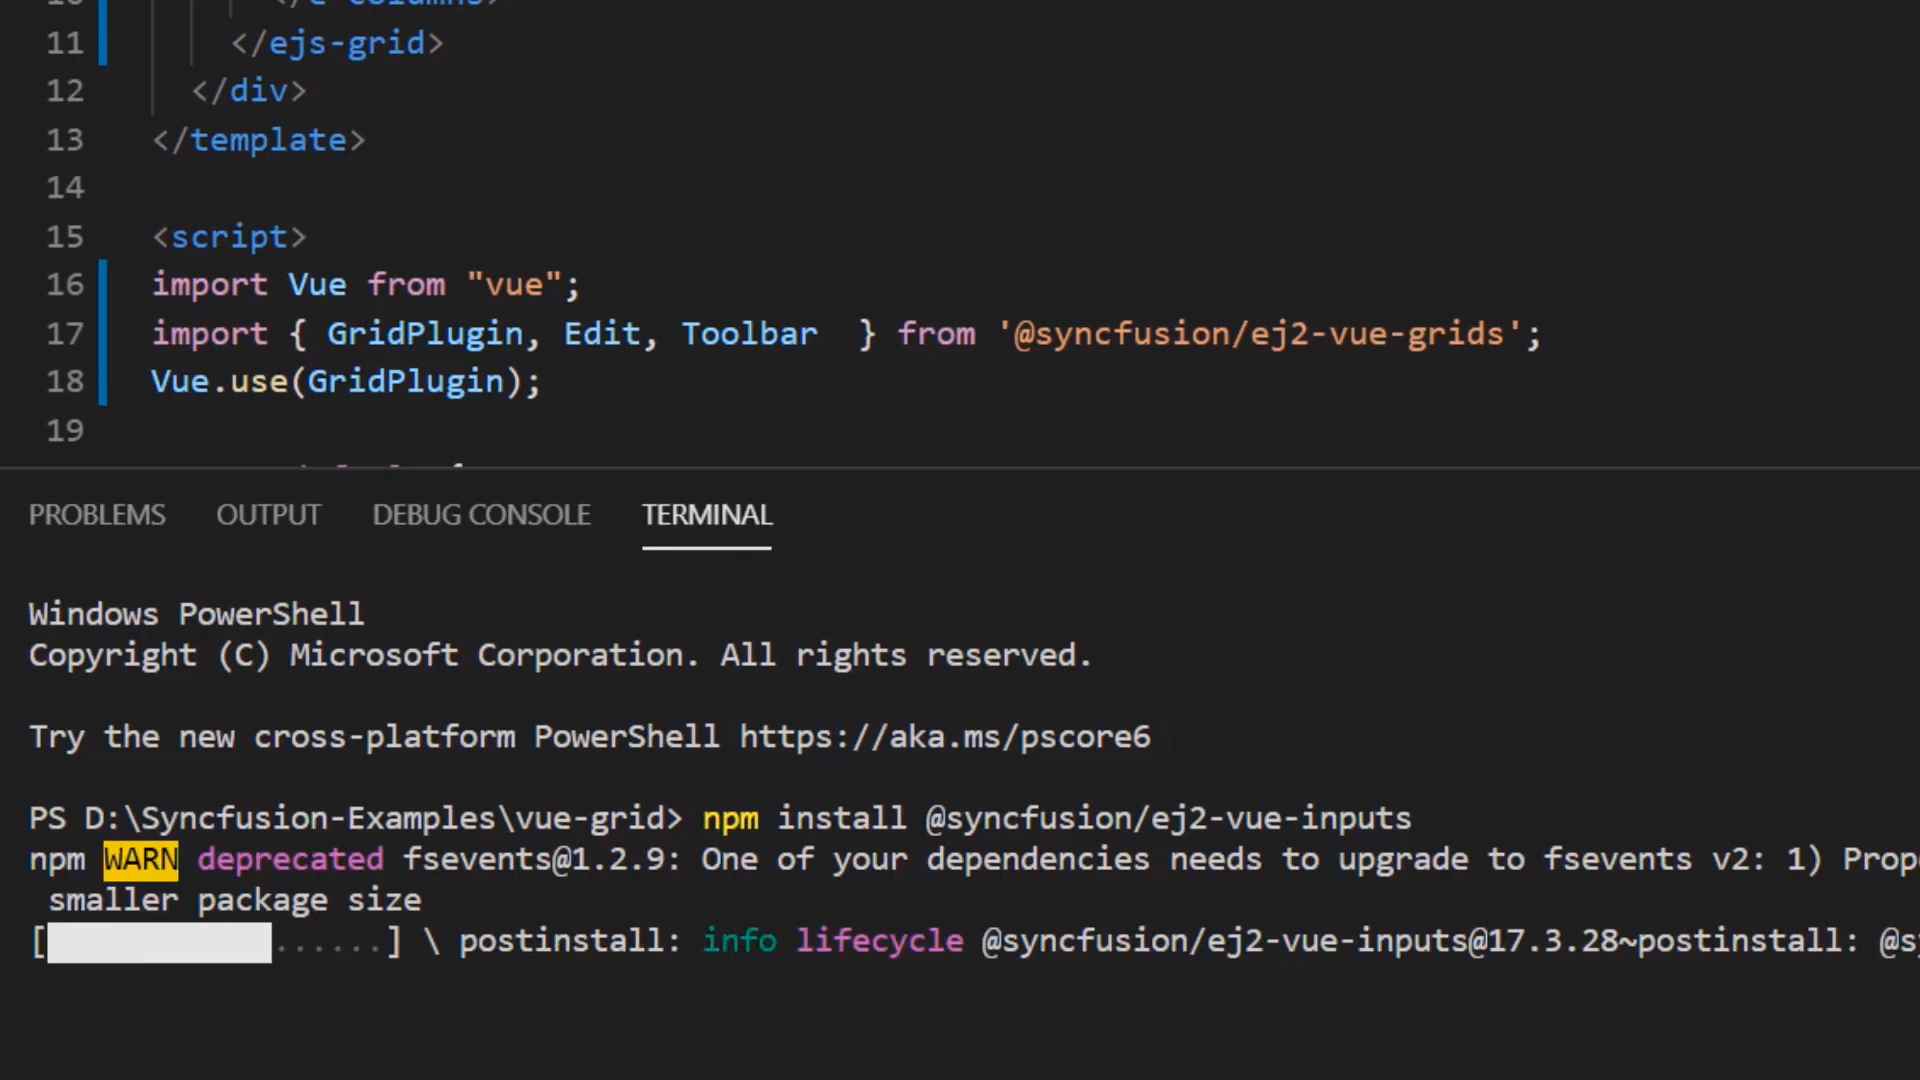 11 </ejs-grid>
12 </div>
13 </template>
14
15 <script>
16 import Vue from "vue";
17 import { GridPlugin, Edit, Toolbar  } from '@syncfusion/ej2-vue-grids';
18 Vue.use(GridPlugin);
19
PROBLEMS OUTPUT DEBUG CONSOLE TERMINAL
Windows PowerShell
Copyright (C) Microsoft Corporation. All rights reserved.
Try the new cross-platform PowerShell https://aka.ms/pscore6
PS D:\Syncfusion-Examples\vue-grid> npm install @syncfusion/ej2-vue-inputs
npm WARN deprecated fsevents@1.2.9: One of your dependencies needs to upgrade to fsevents v2: 1) Prop
smaller package size
[ ......] \ postinstall: info lifecycle @syncfusion/ej2-vue-inputs@17.3.28~postinstall: @s